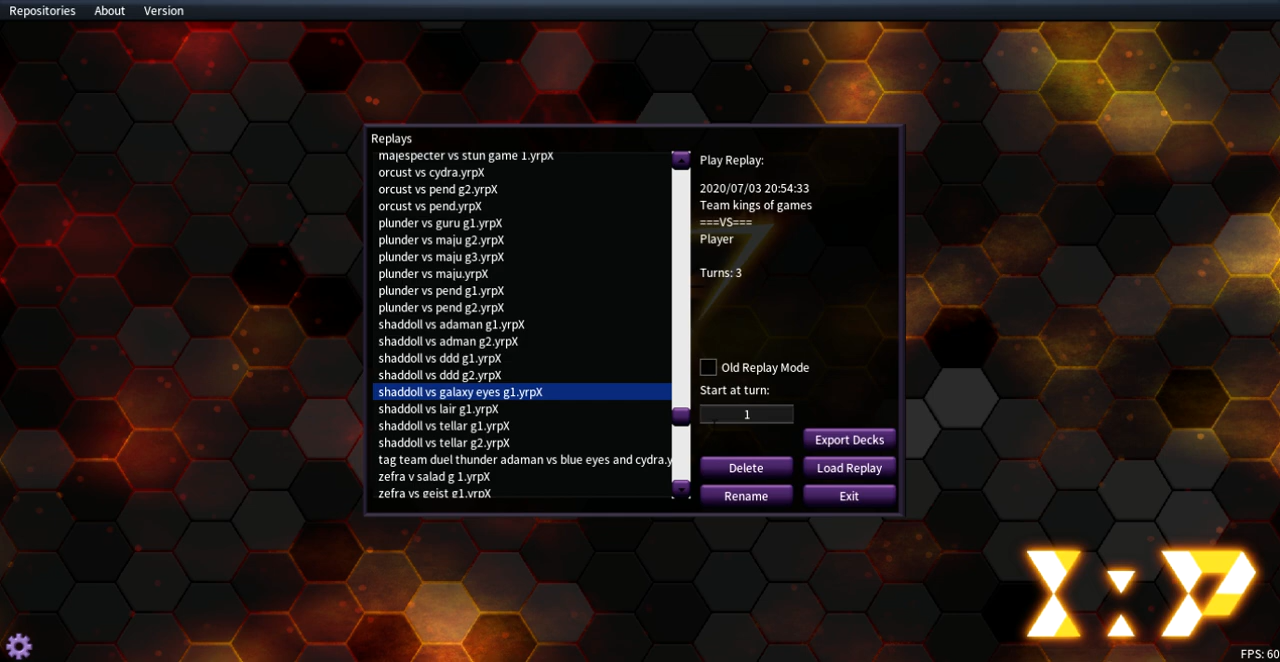 Repositories About Version
Replays
majespecter vs stun game 1.yrpX
orcust vs cydra.yrpX
orcust vs pend g2.yrpX
orcust vs pend.yrpX
plunder vs guru g1.yrpX
plunder vs maju g2.yrpX
plunder vs maju g3.yrpX
plunder vs maju.yrpX
plunder vs pend g1.yrpX
plunder vs pend g2.yrpX
shaddoll vs adaman g1.yrpX
shaddoll vs adman g2.yrpX
shaddoll vs ddd g1.yrpX
shaddoll vs ddd g2.yrpX
shaddoll vs galaxy eyes g1.yrpX
shaddoll vs lair g1.yrpX
shaddoll vs tellar g1.yrpX
shaddoll vs tellar g2.yrpX
tag team duel thunder adaman vs blue eyes and cydra.y
zefra v salad g 1.yrpX
zefra vs geist g1.yrpX
Play Replay:
2020/07/03 20:54:33
Team kings of games
===VS===
Player
Turns: 3
Old Replay Mode
Start at turn:
1
Export Decks
Delete Load Replay
Rename Exit
X:P
FPS: 60